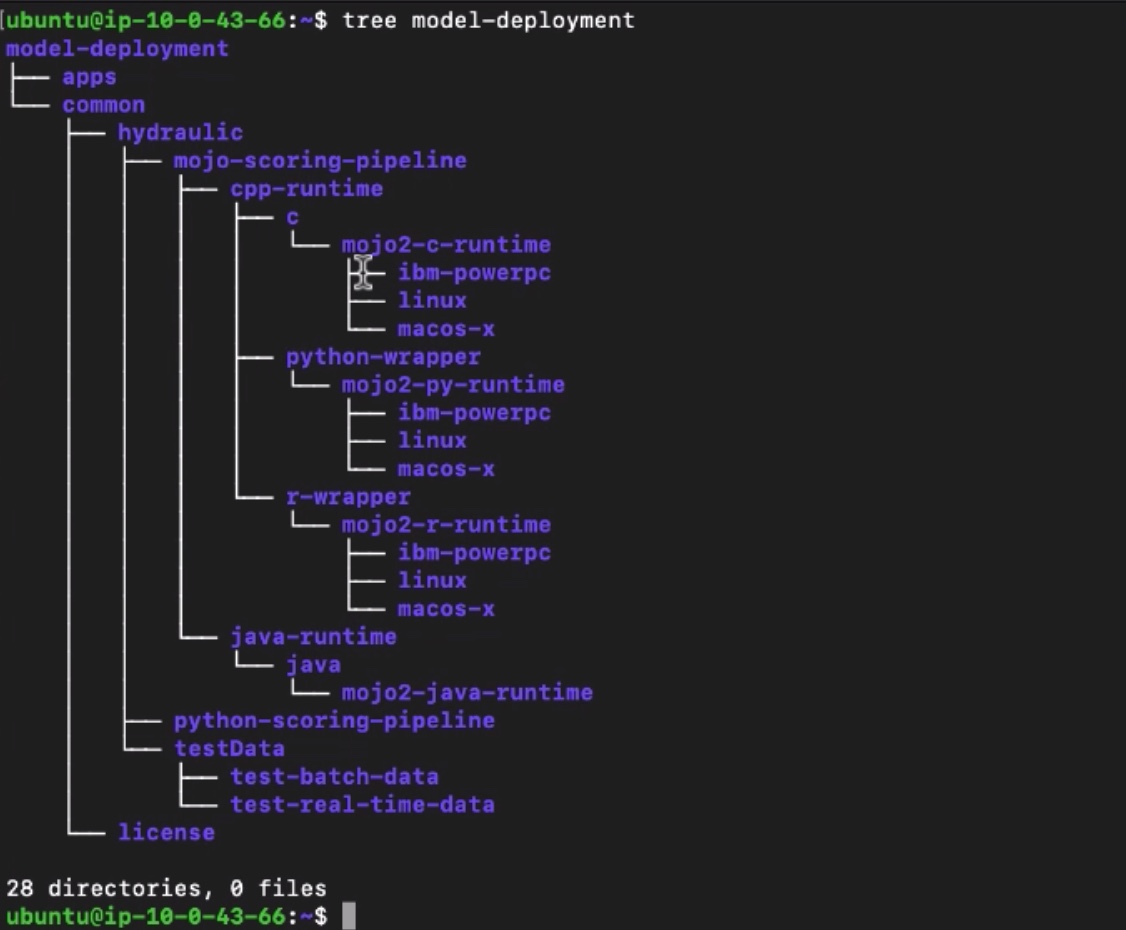 [ubuntu@ip-10-0-43-66:~$ tree model-deployment
model-deployment
├── apps
└── common
    ├── hydraulic
    │   ├── mojo-scoring-pipeline
    │   │   ├── cpp-runtime
    │   │   │   ├── c
    │   │   │   │   └── mojo2-c-runtime
    │   │   │   │       ├── ibm-powerpc
    │   │   │   │       ├── linux
    │   │   │   │       └── macos-x
    │   │   │   ├── python-wrapper
    │   │   │   │   └── mojo2-py-runtime
    │   │   │   │       ├── ibm-powerpc
    │   │   │   │       ├── linux
    │   │   │   │       └── macos-x
    │   │   │   └── r-wrapper
    │   │   │       └── mojo2-r-runtime
    │   │   │           ├── ibm-powerpc
    │   │   │           ├── linux
    │   │   │           └── macos-x
    │   │   └── java-runtime
    │   │       └── java
    │   │           └── mojo2-java-runtime
    │   ├── python-scoring-pipeline
    │   └── testData
    │       ├── test-batch-data
    │       └── test-real-time-data
    └── license

28 directories, 0 files
ubuntu@ip-10-0-43-66:~$